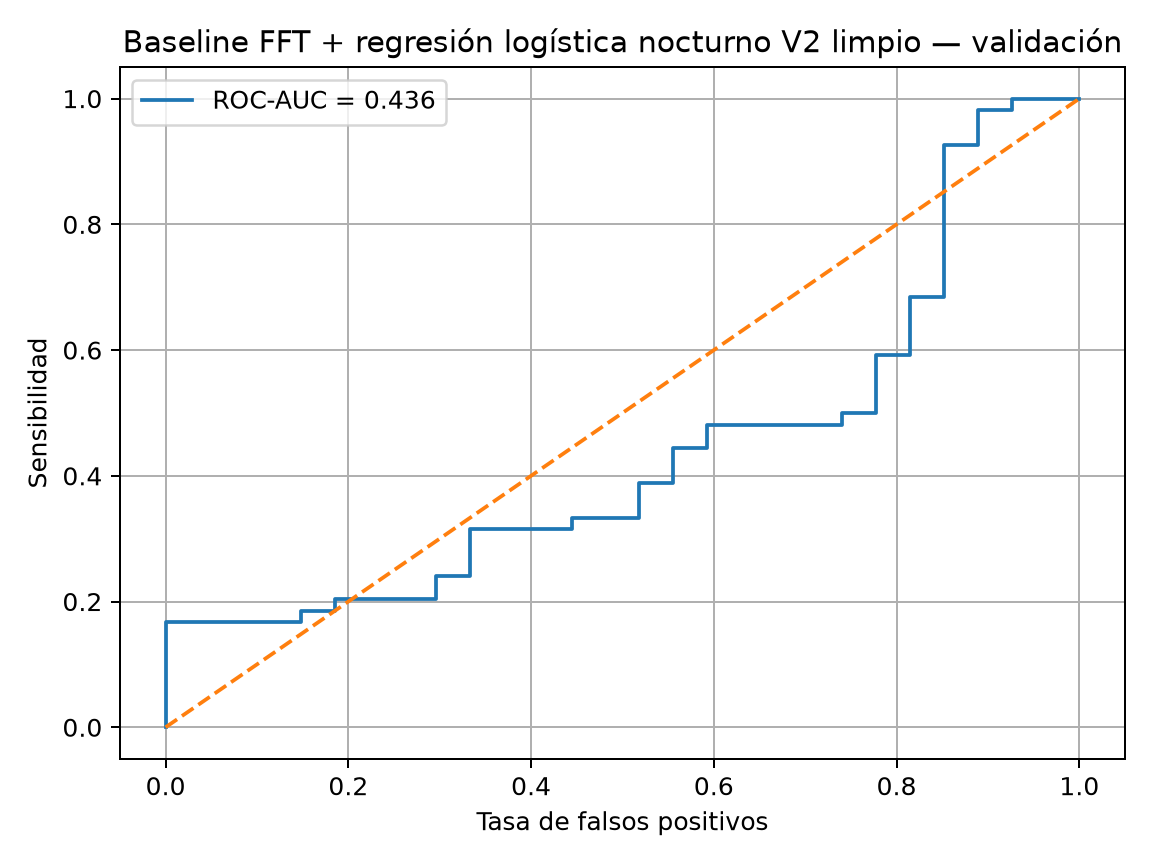 Baseline FFT + regresión logística nocturno V2 limpio — validación
ROC-AUC = 0.436
1.0
0.8
0.6
0.4
0.2
0.0
Sensibilidad
0.0 0.2 0.4 0.6 0.8 1.0
Tasa de falsos positivos